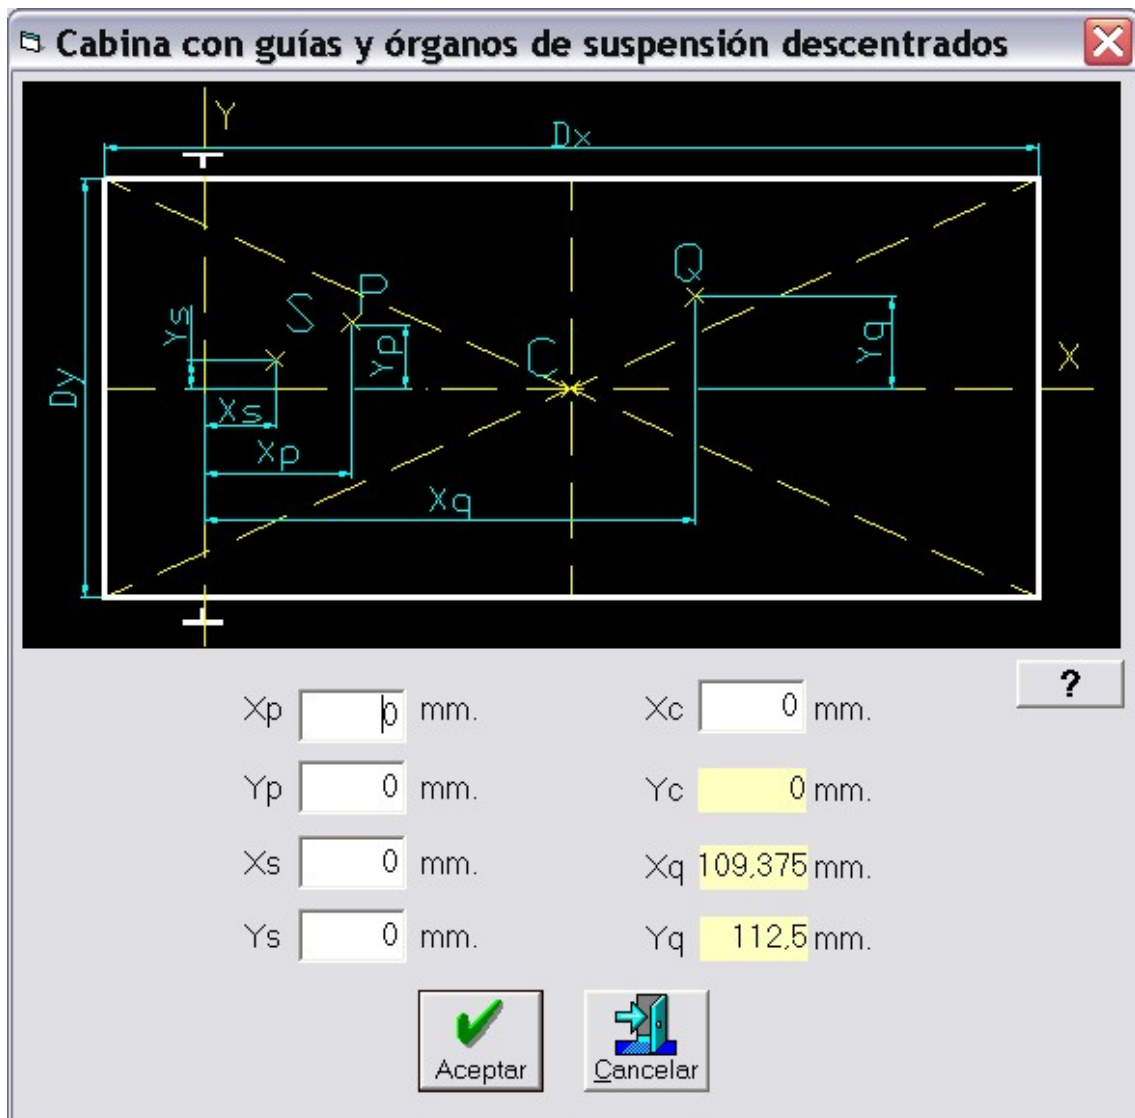 Cabina con guías y órganos de suspensión descentrados
Y
Dx
Q
P
S
Ys
Yp
Yq
C
X
Dy
Xs
Xp
Xq
?
Xp 0 mm. Xc 0 mm.
Yp 0 mm. Yc 0 mm.
Xs 0 mm. Xq 109,375 mm.
Ys 0 mm. Yq 112,5 mm.
Aceptar Cancelar